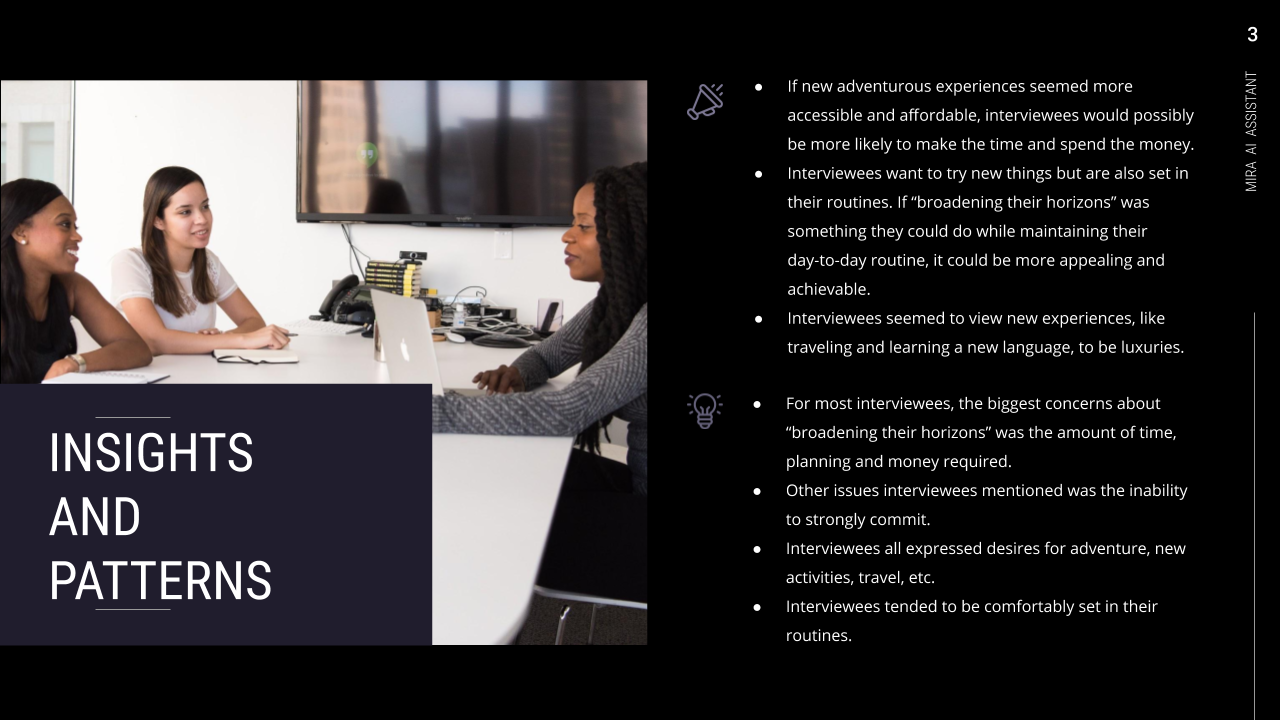 3
MIRA AI ASSISTANT
INSIGHTS
AND
PATTERNS
● If new adventurous experiences seemed more
accessible and affordable, interviewees would possibly
be more likely to make the time and spend the money.
● Interviewees want to try new things but are also set in
their routines. If “broadening their horizons” was
something they could do while maintaining their
day-to-day routine, it could be more appealing and
achievable.
● Interviewees seemed to view new experiences, like
traveling and learning a new language, to be luxuries.
● For most interviewees, the biggest concerns about
“broadening their horizons” was the amount of time,
planning and money required.
● Other issues interviewees mentioned was the inability
to strongly commit.
● Interviewees all expressed desires for adventure, new
activities, travel, etc.
● Interviewees tended to be comfortably set in their
routines.